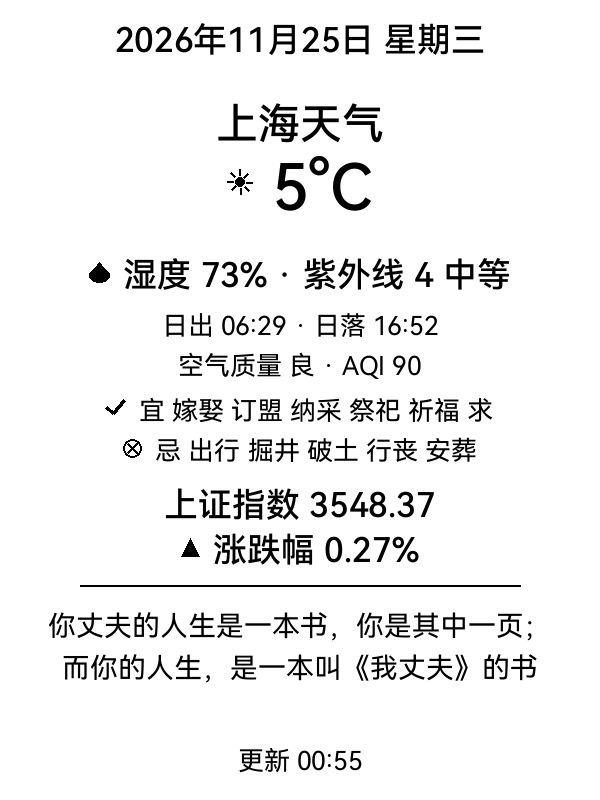 2026年11月25日 星期三
上海天气
☀ 5°C
湿度 73% · 紫外线 4 中等
日出 06:29 · 日落 16:52
空气质量 良 · AQI 90
✓ 宜 嫁娶 订盟 纳采 祭祀 祈福 求
⊗ 忌 出行 掘井 破土 行丧 安葬
上证指数 3548.37
▲ 涨跌幅 0.27%
你丈夫的人生是一本书，你是其中一页；
而你的人生，是一本叫《我丈夫》的书
更新 00:55